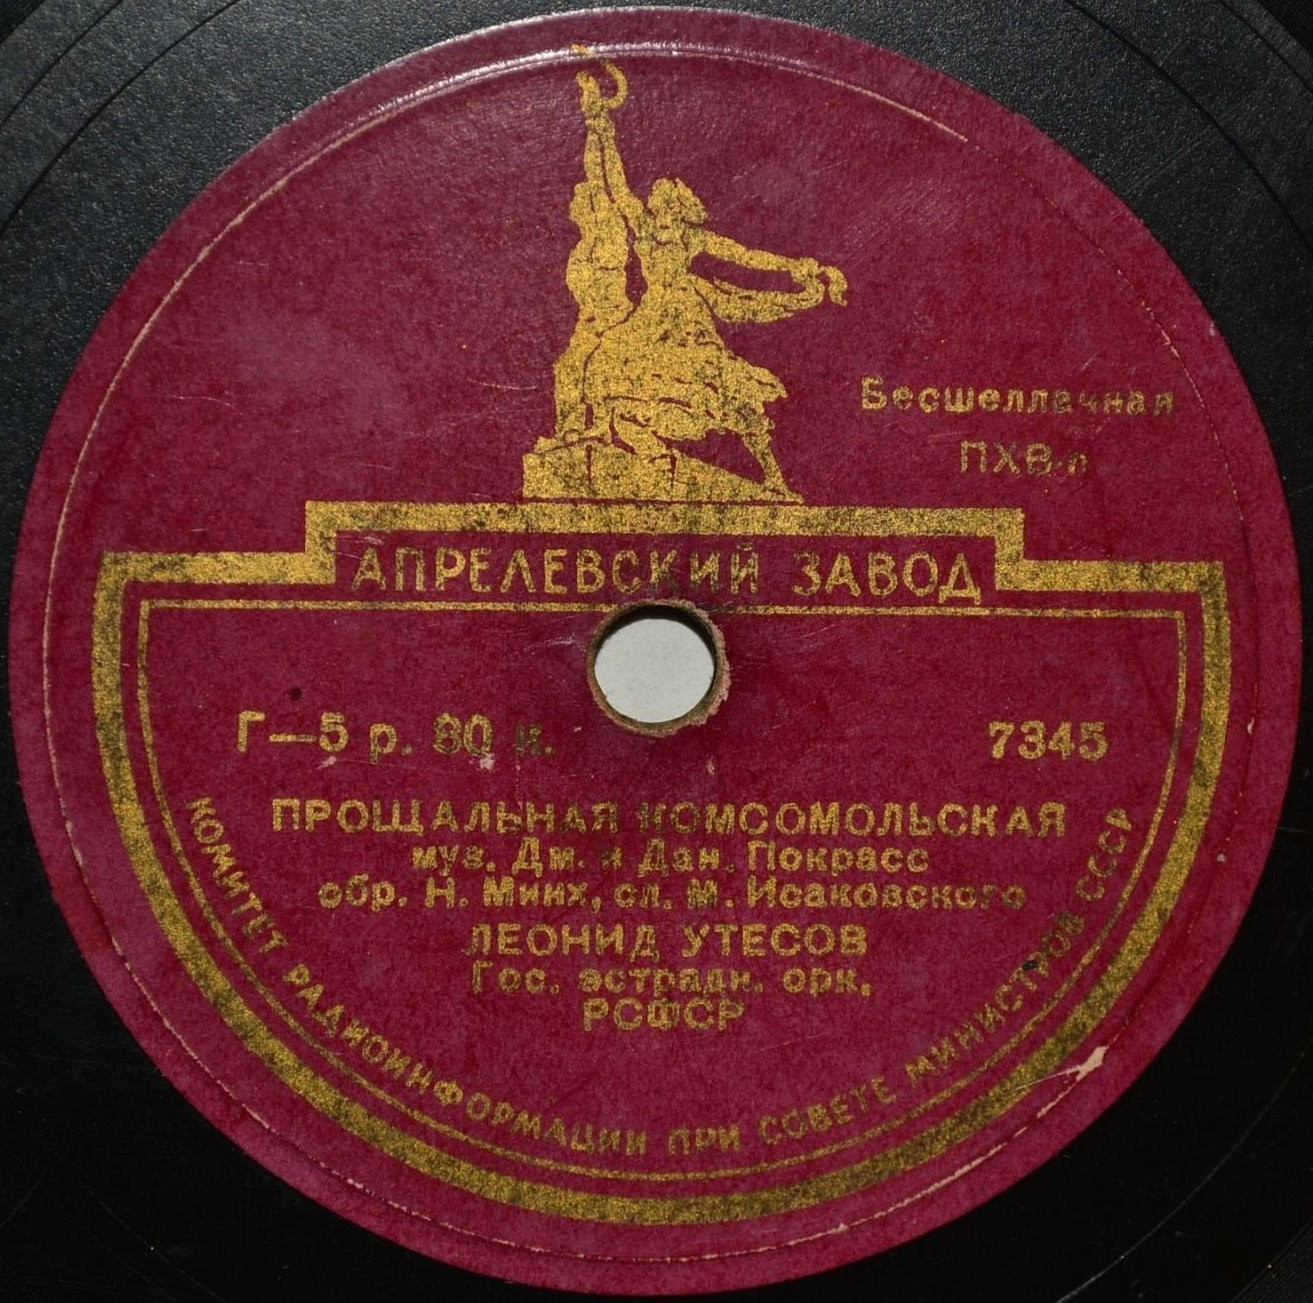 Бесшеллачная
ПХВ-п
АПРЕЛЕВСКИЙ ЗАВОД
Г—5 р. 80 к.
7345
ПРОЩАЛЬНАЯ КОМСОМОЛЬСКАЯ
муз. Дм. и Дан. Покрасс
обр. Н. Минх, сл. М. Исаковского
ЛЕОНИД УТЕСОВ
Гос. эстрадн. орк.
РСФСР
КОМИТЕТ РАДИОИНФОРМАЦИИ ПРИ СОВЕТЕ МИНИСТРОВ СССР